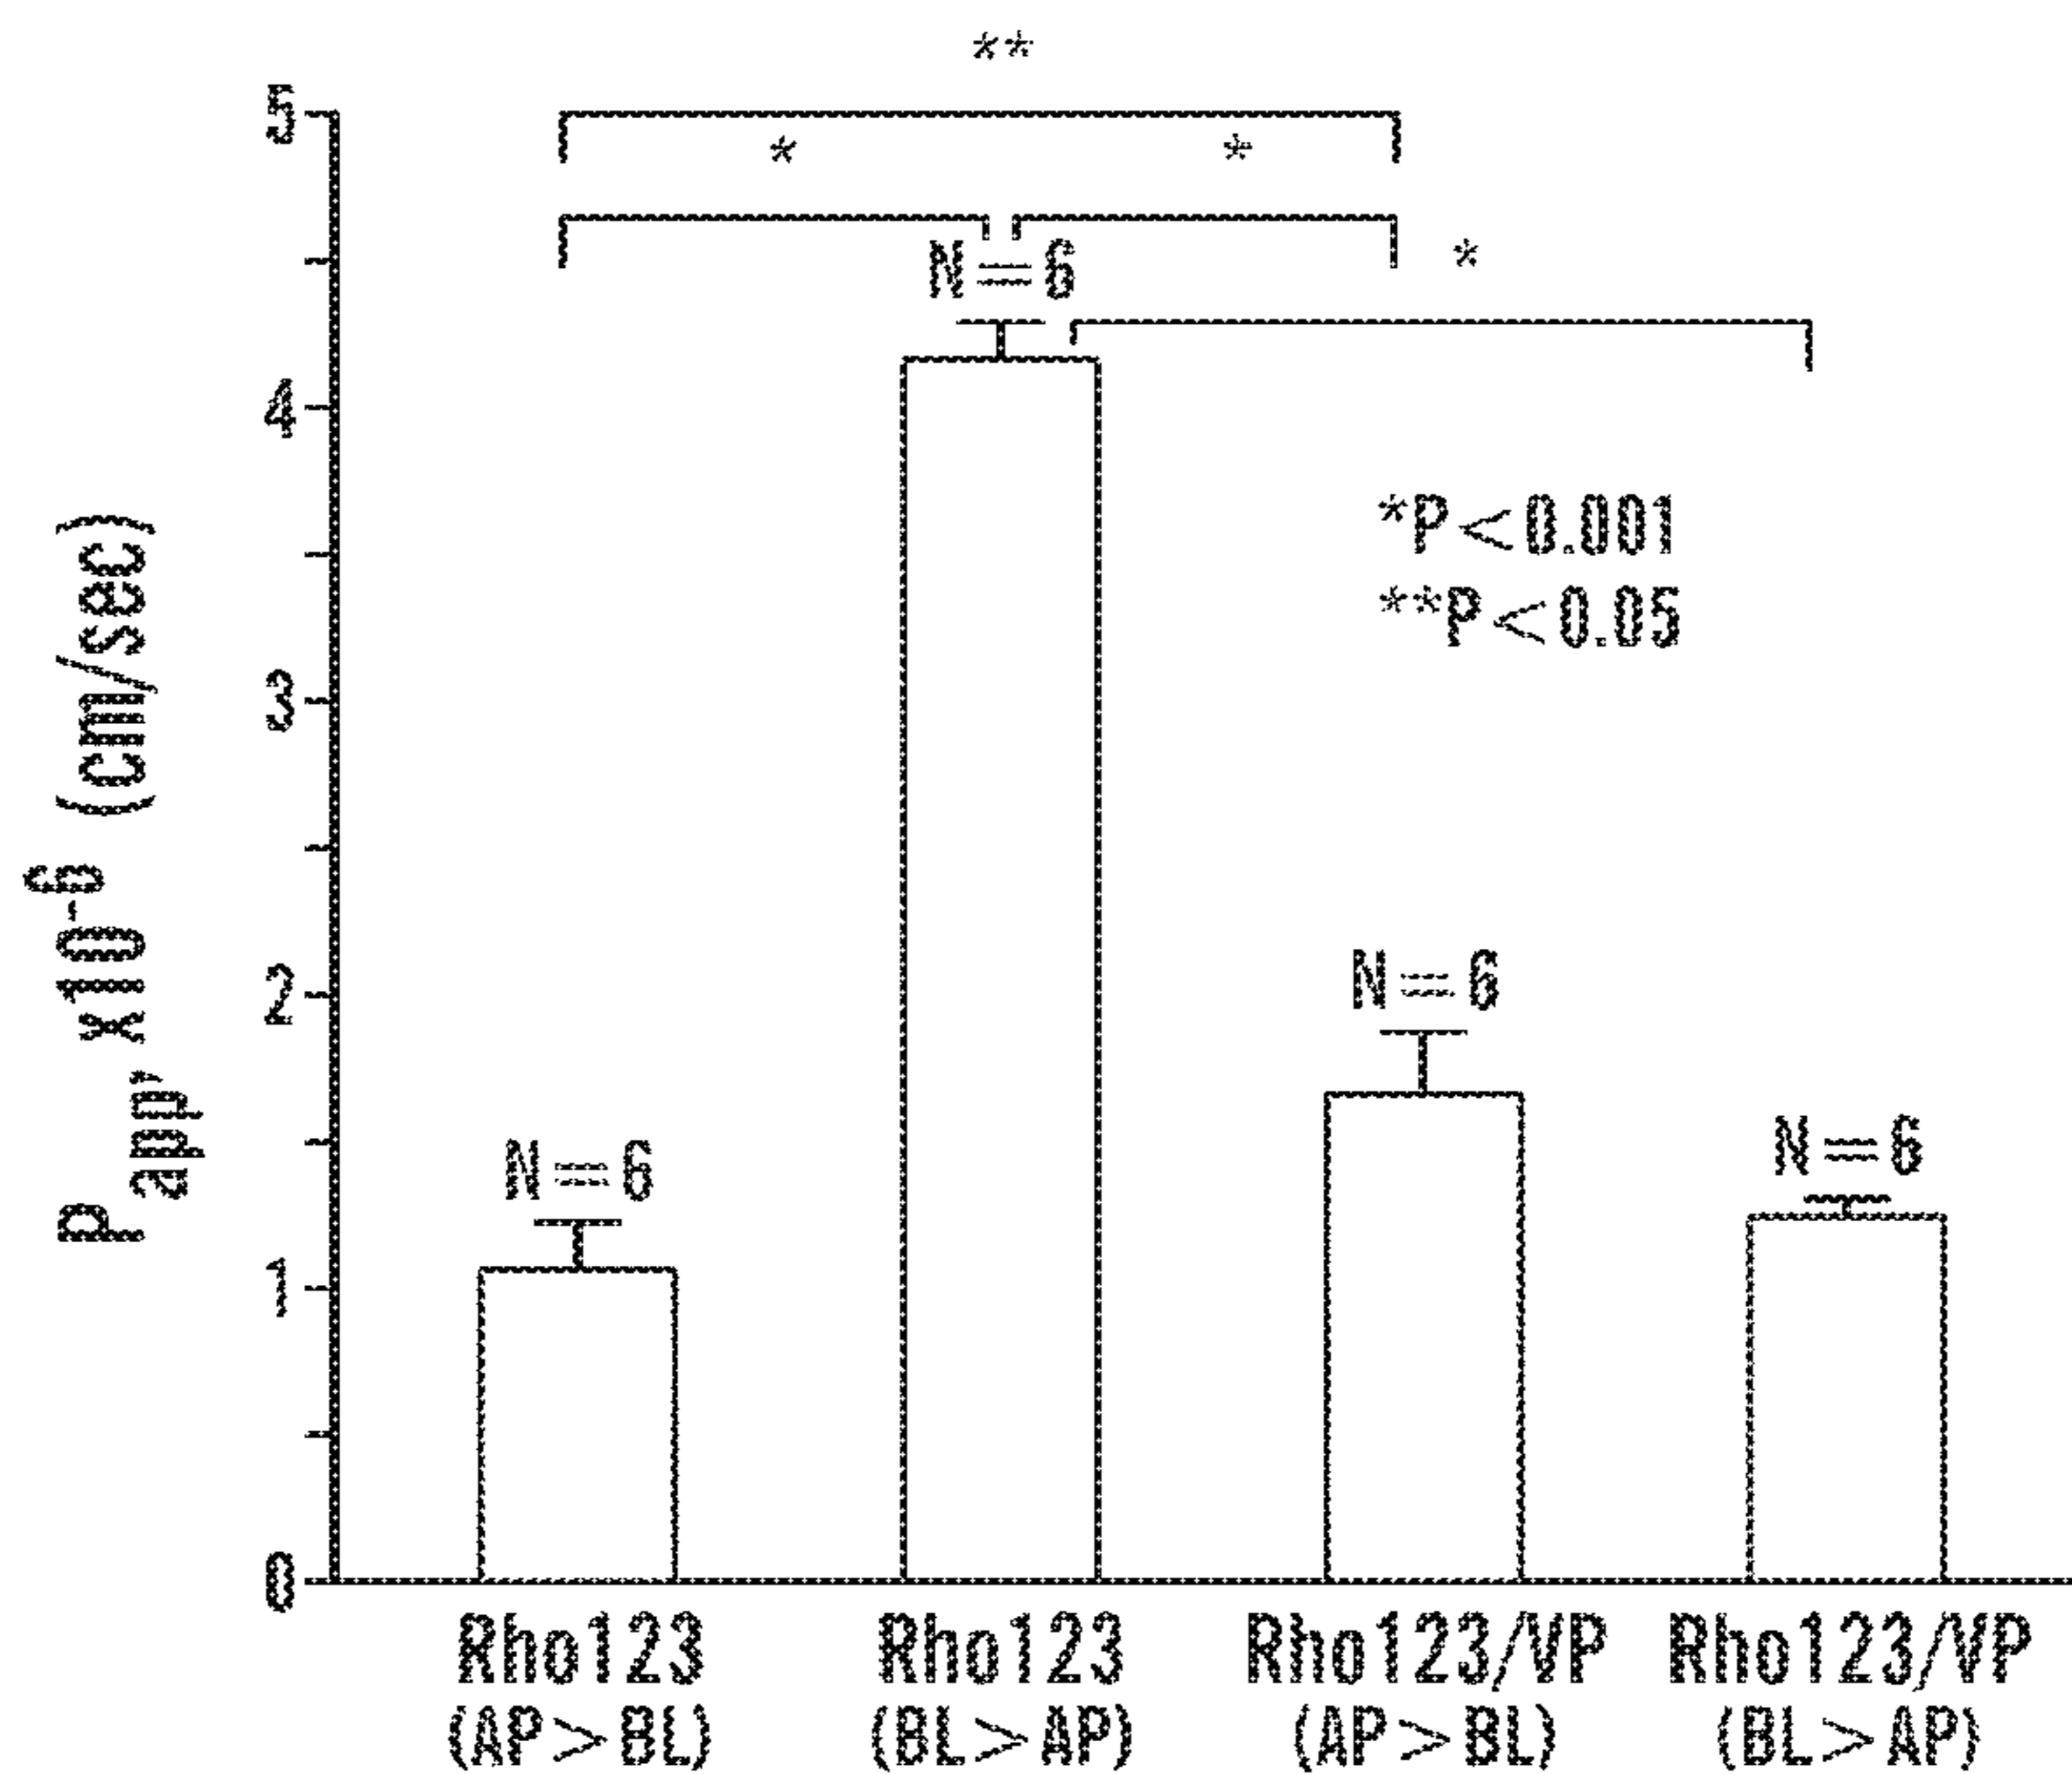 **
5
*
*
N=6
*
4
*P<0.001
**P<0.05
3
Papp, x10-6 (cm/sec)
2
N=6
N=6
N=6
1
0
Rho123 Rho123 Rho123/VP Rho123/VP
(AP>BL) (BL>AP) (AP>BL) (BL>AP)